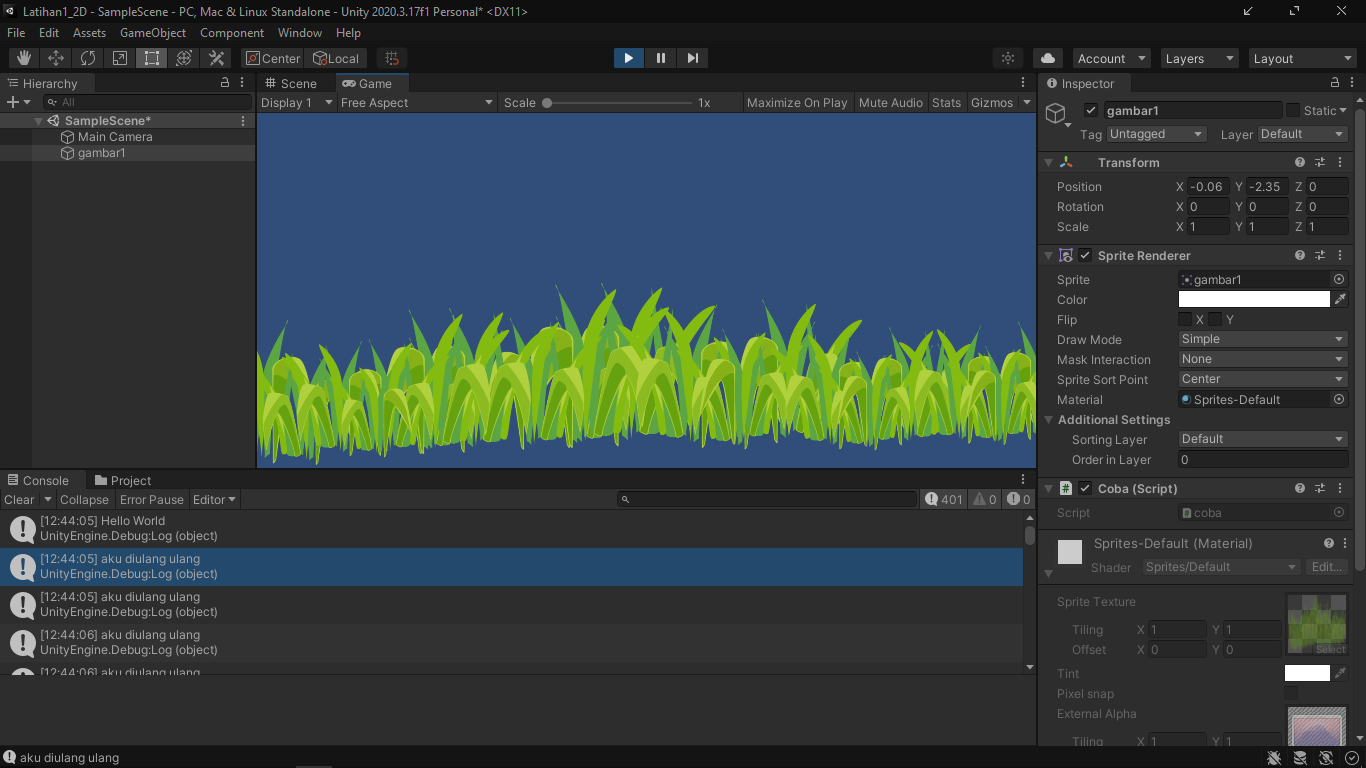 Latihan1_2D - SampleScene - PC, Mac & Linux Standalone - Unity 2020.3.17f1 Personal* <DX11>
File Edit Assets GameObject Component Window Help
Center Local Account Layers Layout
Hierarchy
All
SampleScene*
Main Camera
gambar1
Scene Game
Display 1 Free Aspect Scale 1x Maximize On Play Mute Audio Stats Gizmos
Inspector
gambar1 Static
Tag Untagged Layer Default
Transform
Position X -0.06 Y -2.35 Z 0
Rotation X 0 Y 0 Z 0
Scale X 1 Y 1 Z 1
Sprite Renderer
Sprite gambar1
Color
Flip X Y
Draw Mode Simple
Mask Interaction None
Sprite Sort Point Center
Material Sprites-Default
Additional Settings
Sorting Layer Default
Order in Layer 0
Coba (Script)
Script # coba
Sprites-Default (Material)
Shader Sprites/Default Edit...
Sprite Texture
Tiling X 1 Y 1
Offset X 0 Y 0
Select
Tint
Pixel snap
External Alpha
Tiling X 1 Y 1
Console Project
Clear Collapse Error Pause Editor 401 0 0
[12:44:05] Hello World
UnityEngine.Debug:Log (object)
[12:44:05] aku diulang ulang
UnityEngine.Debug:Log (object)
[12:44:05] aku diulang ulang
UnityEngine.Debug:Log (object)
[12:44:06] aku diulang ulang
UnityEngine.Debug:Log (object)
[12:44:06] aku diulang ulang
aku diulang ulang